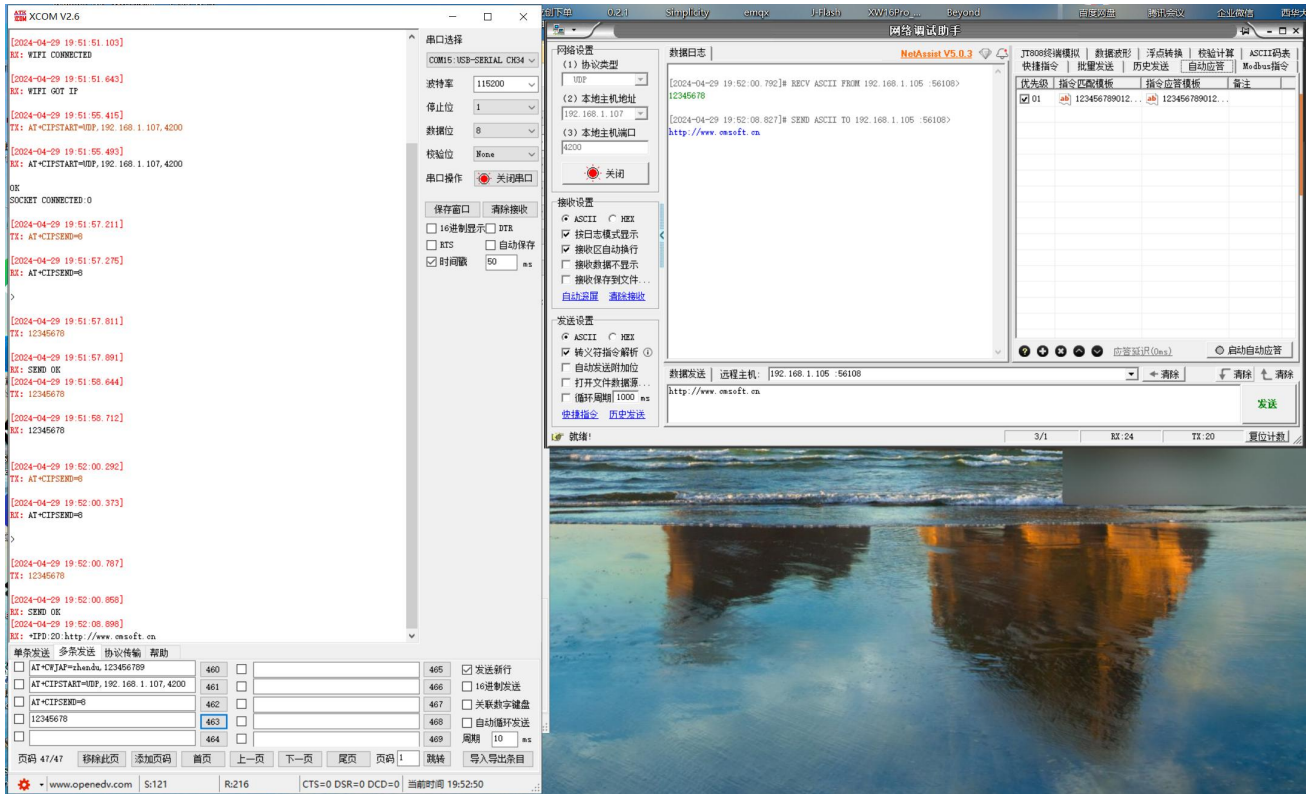 XCOM V2.6
[2024-04-29 19:51:51.103]
RX: WIFI CONNECTED
[2024-04-29 19:51:51.643]
RX: WIFI GOT IP
[2024-04-29 19:51:55.415]
TX: AT+CIPSTART=UDP,192.168.1.107,4200
[2024-04-29 19:51:55.493]
RX: AT+CIPSTART=UDP,192.168.1.107,4200
OK
SOCKET CONNECTED:0
[2024-04-29 19:51:57.211]
TX: AT+CIPSEND=8
[2024-04-29 19:51:57.275]
RX: AT+CIPSEND=8
>
[2024-04-29 19:51:57.811]
TX: 12345678
[2024-04-29 19:51:57.891]
RX: SEND OK
[2024-04-29 19:51:58.644]
TX: 12345678
[2024-04-29 19:51:58.712]
RX: 12345678
[2024-04-29 19:52:00.292]
TX: AT+CIPSEND=8
[2024-04-29 19:52:00.373]
RX: AT+CIPSEND=8
>
[2024-04-29 19:52:00.787]
TX: 12345678
[2024-04-29 19:52:00.858]
RX: SEND OK
[2024-04-29 19:52:08.898]
RX: +IPD:20:http://www.cmsoft.cn
串口选择
COM15:USB-SERIAL CH34
波特率 115200
停止位 1
数据位 8
校验位 None
串口操作 关闭串口
保存窗口 清除接收
16进制显示 DTR
RTS 自动保存
时间戳 50 ms
单条发送 多条发送 协议传输 帮助
AT+CWJAP=zhendu,123456789 460 465 发送新行
AT+CIPSTART=UDP,192.168.1.107,4200 461 466 16进制发送
AT+CIPSEND=8 462 467 关联数字键盘
12345678 463 468 自动循环发送
464 469 周期 10 ms
页码 47/47 移除此页 添加页码 首页 上一页 下一页 尾页 页码 1 跳转 导入导出条目
www.openedv.com S:121 R:216 CTS=0 DSR=0 DCD=0 当前时间 19:52:50
创下单 0.2.1 Simplicity emqx J-Flash XW16Pro_... Beyond 百度网盘 腾讯会议 企业微信
网络调试助手
网络设置
(1) 协议类型
UDP
(2) 本地主机地址
192.168.1.107
(3) 本地主机端口
4200
关闭
接收设置
ASCII HEX
按日志模式显示
接收区自动换行
接收数据不显示
接收保存到文件...
自动滚屏 清除接收
发送设置
ASCII HEX
转义符指令解析
自动发送附加位
打开文件数据源...
循环周期 1000 ms
快捷指令 历史发送
就绪!
数据日志 NetAssist V5.0.3
[2024-04-29 19:52:00.792]# RECV ASCII FROM 192.168.1.105 :56108>
12345678
[2024-04-29 19:52:08.827]# SEND ASCII TO 192.168.1.105 :56108>
http://www.cmsoft.cn
JT808终端模拟 数据波形 浮点转换 校验计算 ASCII码表
快捷指令 批量发送 历史发送 自动应答 Modbus指令
优先级 指令匹配模板 指令应答模板 备注
01 ab 123456789012... ab 123456789012...
应答延迟(0ms) 启动自动应答
数据发送 远程主机: 192.168.1.105 :56108 清除 清除 清除
http://www.cmsoft.cn
发送
3/1 RX:24 TX:20 复位计数